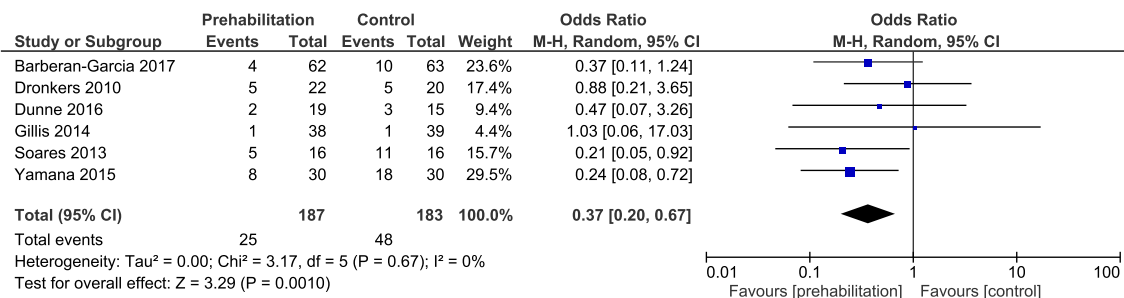 Prehabilitation Control Odds Ratio Odds Ratio
Study or Subgroup Events Total Events Total Weight M-H, Random, 95% CI M-H, Random, 95% CI
Barberan-Garcia 2017 4 62 10 63 23.6% 0.37 [0.11, 1.24]
Dronkers 2010 5 22 5 20 17.4% 0.88 [0.21, 3.65]
Dunne 2016 2 19 3 15 9.4% 0.47 [0.07, 3.26]
Gillis 2014 1 38 1 39 4.4% 1.03 [0.06, 17.03]
Soares 2013 5 16 11 16 15.7% 0.21 [0.05, 0.92]
Yamana 2015 8 30 18 30 29.5% 0.24 [0.08, 0.72]
Total (95% CI) 187 183 100.0% 0.37 [0.20, 0.67]
Total events 25 48
Heterogeneity: Tau² = 0.00; Chi² = 3.17, df = 5 (P = 0.67); I² = 0%
Test for overall effect: Z = 3.29 (P = 0.0010)
0.01 0.1 1 10 100
Favours [prehabilitation] Favours [control]